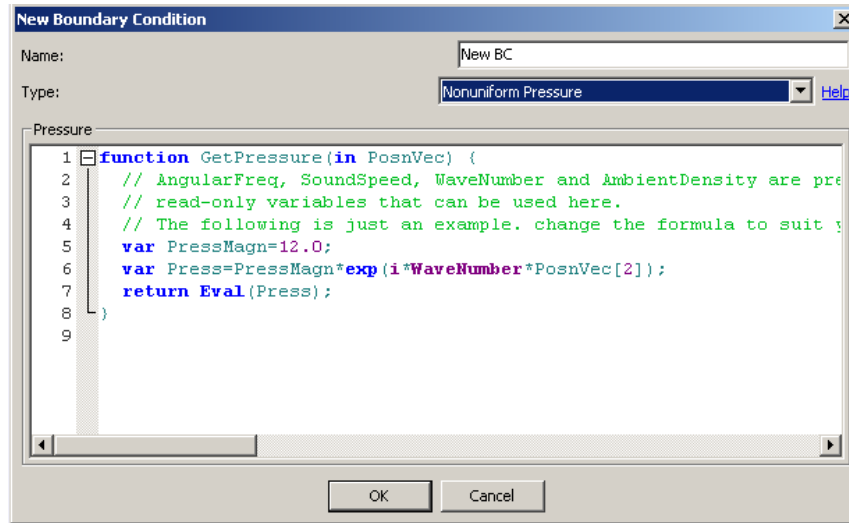 New Boundary Condition
Name:
New BC
Type:
Nonuniform Pressure
Help
Pressure
1 function GetPressure(in PosnVec) {
2 // AngularFreq, SoundSpeed, WaveNumber and AmbientDensity are
3 // read-only variables that can be used here.
4 // The following is just an example. change the formula to suit
5 var PressMagn=12.0;
6 var Press=PressMagn*exp(i*WaveNumber*PosnVec[2]);
7 return Eval(Press);
8 }
9
OK
Cancel